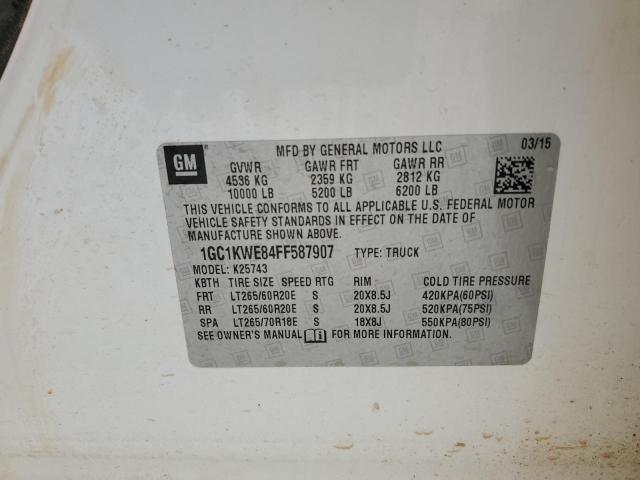 GM MFD BY GENERAL MOTORS LLC 03/15
GVWR GAWR FRT GAWR RR
4536 KG 2359 KG 2812 KG
10000 LB 5200 LB 6200 LB
THIS VEHICLE CONFORMS TO ALL APPLICABLE U.S. FEDERAL MOTOR
VEHICLE SAFETY STANDARDS IN EFFECT ON THE DATE OF
MANUFACTURE SHOWN ABOVE.
1GC1KWE84FF587907 TYPE: TRUCK
MODEL: K25743
KBTH TIRE SIZE SPEED RTG RIM COLD TIRE PRESSURE
FRT LT265/60R20E S 20X8.5J 420KPA(60PSI)
RR LT265/60R20E S 20X8.5J 520KPA(75PSI)
SPA LT265/70R18E S 18X8J 550KPA(80PSI)
SEE OWNER'S MANUAL FOR MORE INFORMATION.